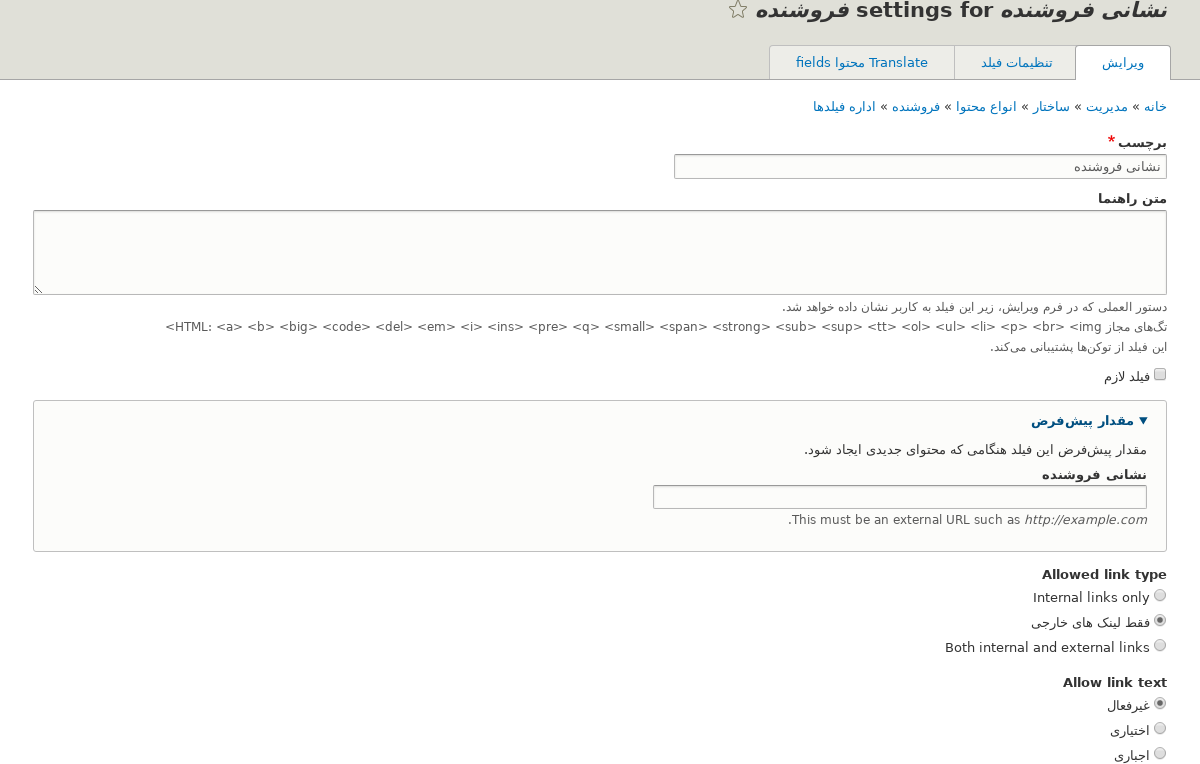 نشانی فروشنده settings for فروشنده
ویرایش
تنظیمات فیلد
Translate محتوا fields
خانه » مدیریت » ساختار » انواع محتوا » فروشنده » اداره فیلدها
برچسب *
نشانی فروشنده
متن راهنما
دستور العملی که در فرم ویرایش، زیر این فیلد به کاربر نشان داده خواهد شد.
تگ‌های مجاز HTML: <a> <b> <big> <code> <del> <em> <i> <ins> <pre> <q> <small> <span> <strong> <sub> <sup> <tt> <ol> <ul> <li> <p> <br> <img>
این فیلد از توکن‌ها پشتیبانی می‌کند.
فیلد لازم
▼ مقدار پیش‌فرض
مقدار پیش‌فرض این فیلد هنگامی که محتوای جدیدی ایجاد شود.
نشانی فروشنده
This must be an external URL such as http://example.com.
Allowed link type
Internal links only
فقط لینک های خارجی
Both internal and external links
Allow link text
غیرفعال
اختیاری
اجباری